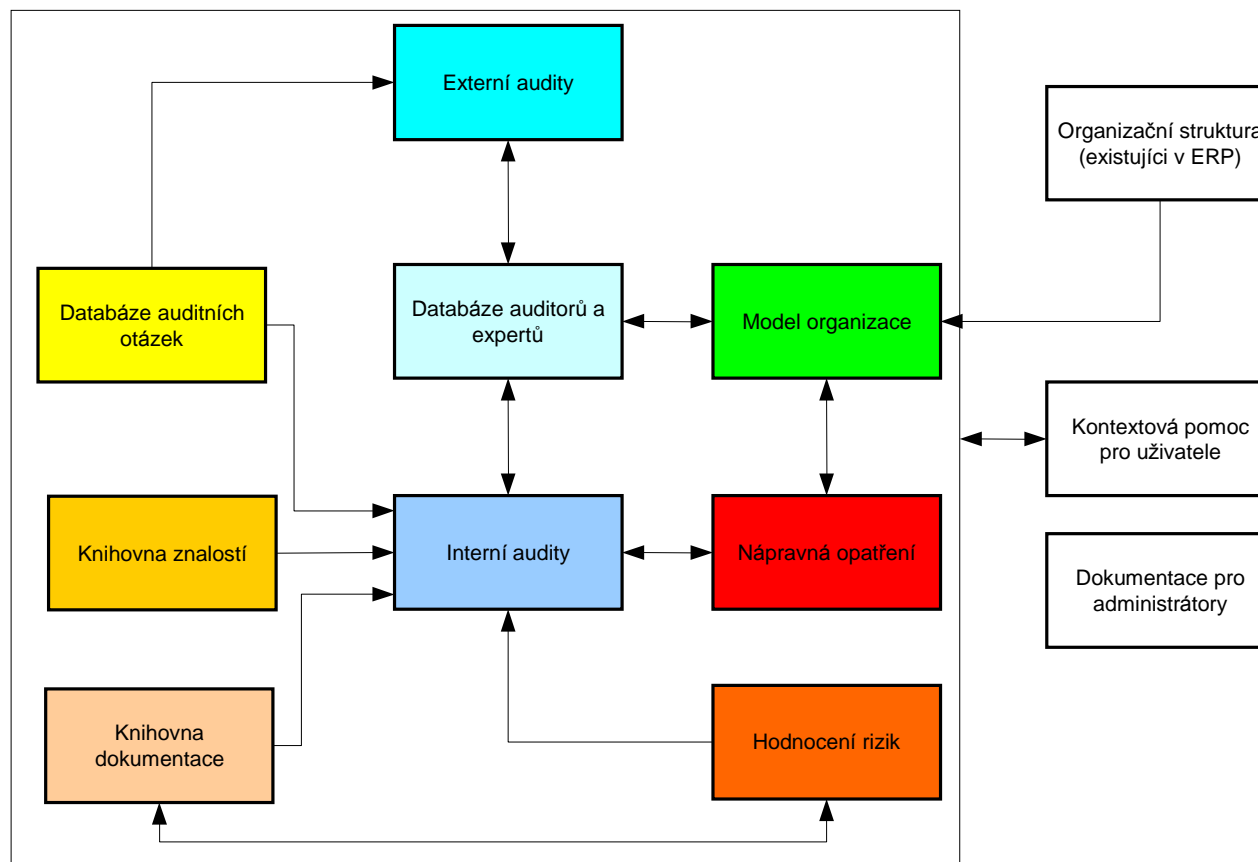 Externí audity
Organizační struktura
(existujíci v ERP)
Databáze auditních
otázek
Databáze auditorů a
expertů
Model organizace
Kontextová pomoc
pro uživatele
Knihovna znalostí
Interní audity
Nápravná opatření
Dokumentace pro
administrátory
Knihovna
dokumentace
Hodnocení rizik